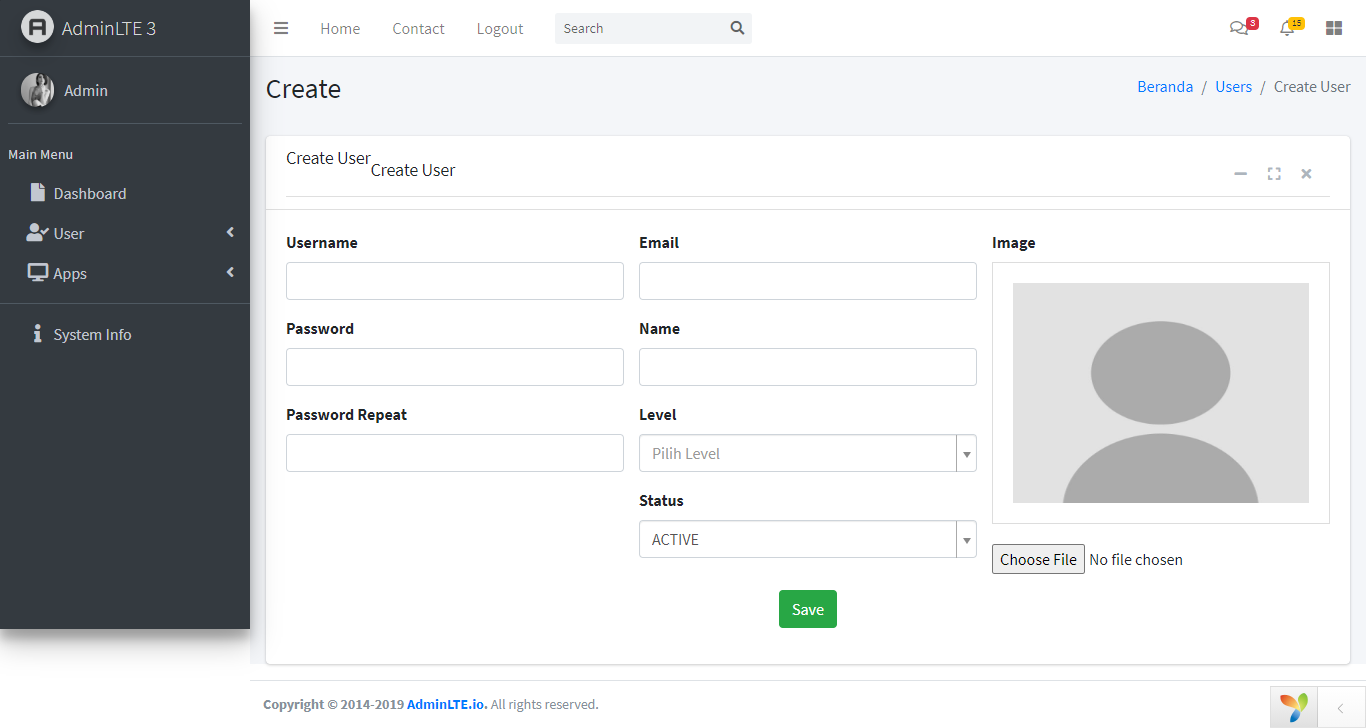 AdminLTE 3
Home Contact Logout Search
3
15
Admin
Main Menu
Dashboard
User
Apps
System Info
Create
Beranda / Users / Create User
Create User
Create User
Username
Email
Image
Password
Name
Password Repeat
Level
Pilih Level
Status
ACTIVE
Choose File No file chosen
Save
Copyright © 2014-2019 AdminLTE.io. All rights reserved.